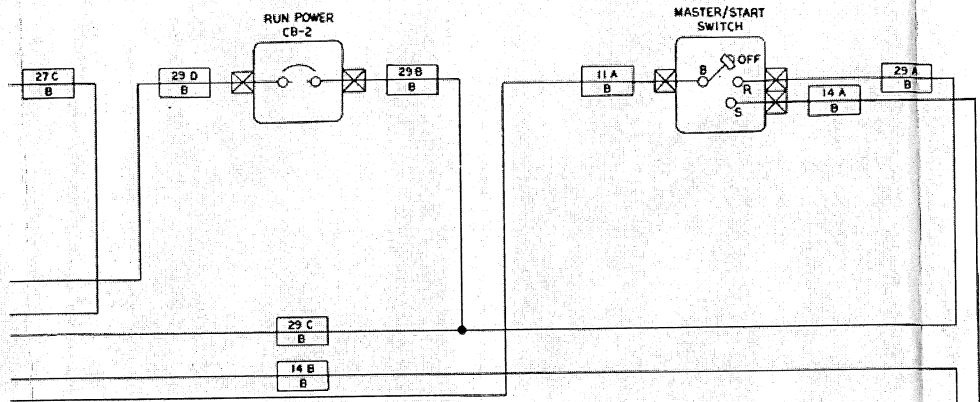 RUN POWER
CB-2
MASTER/START
SWITCH
27 C
B
29 D
B
29 B
B
11 A
B
B
OFF
R
S
29 A
B
14 A
B
29 C
B
14 B
B